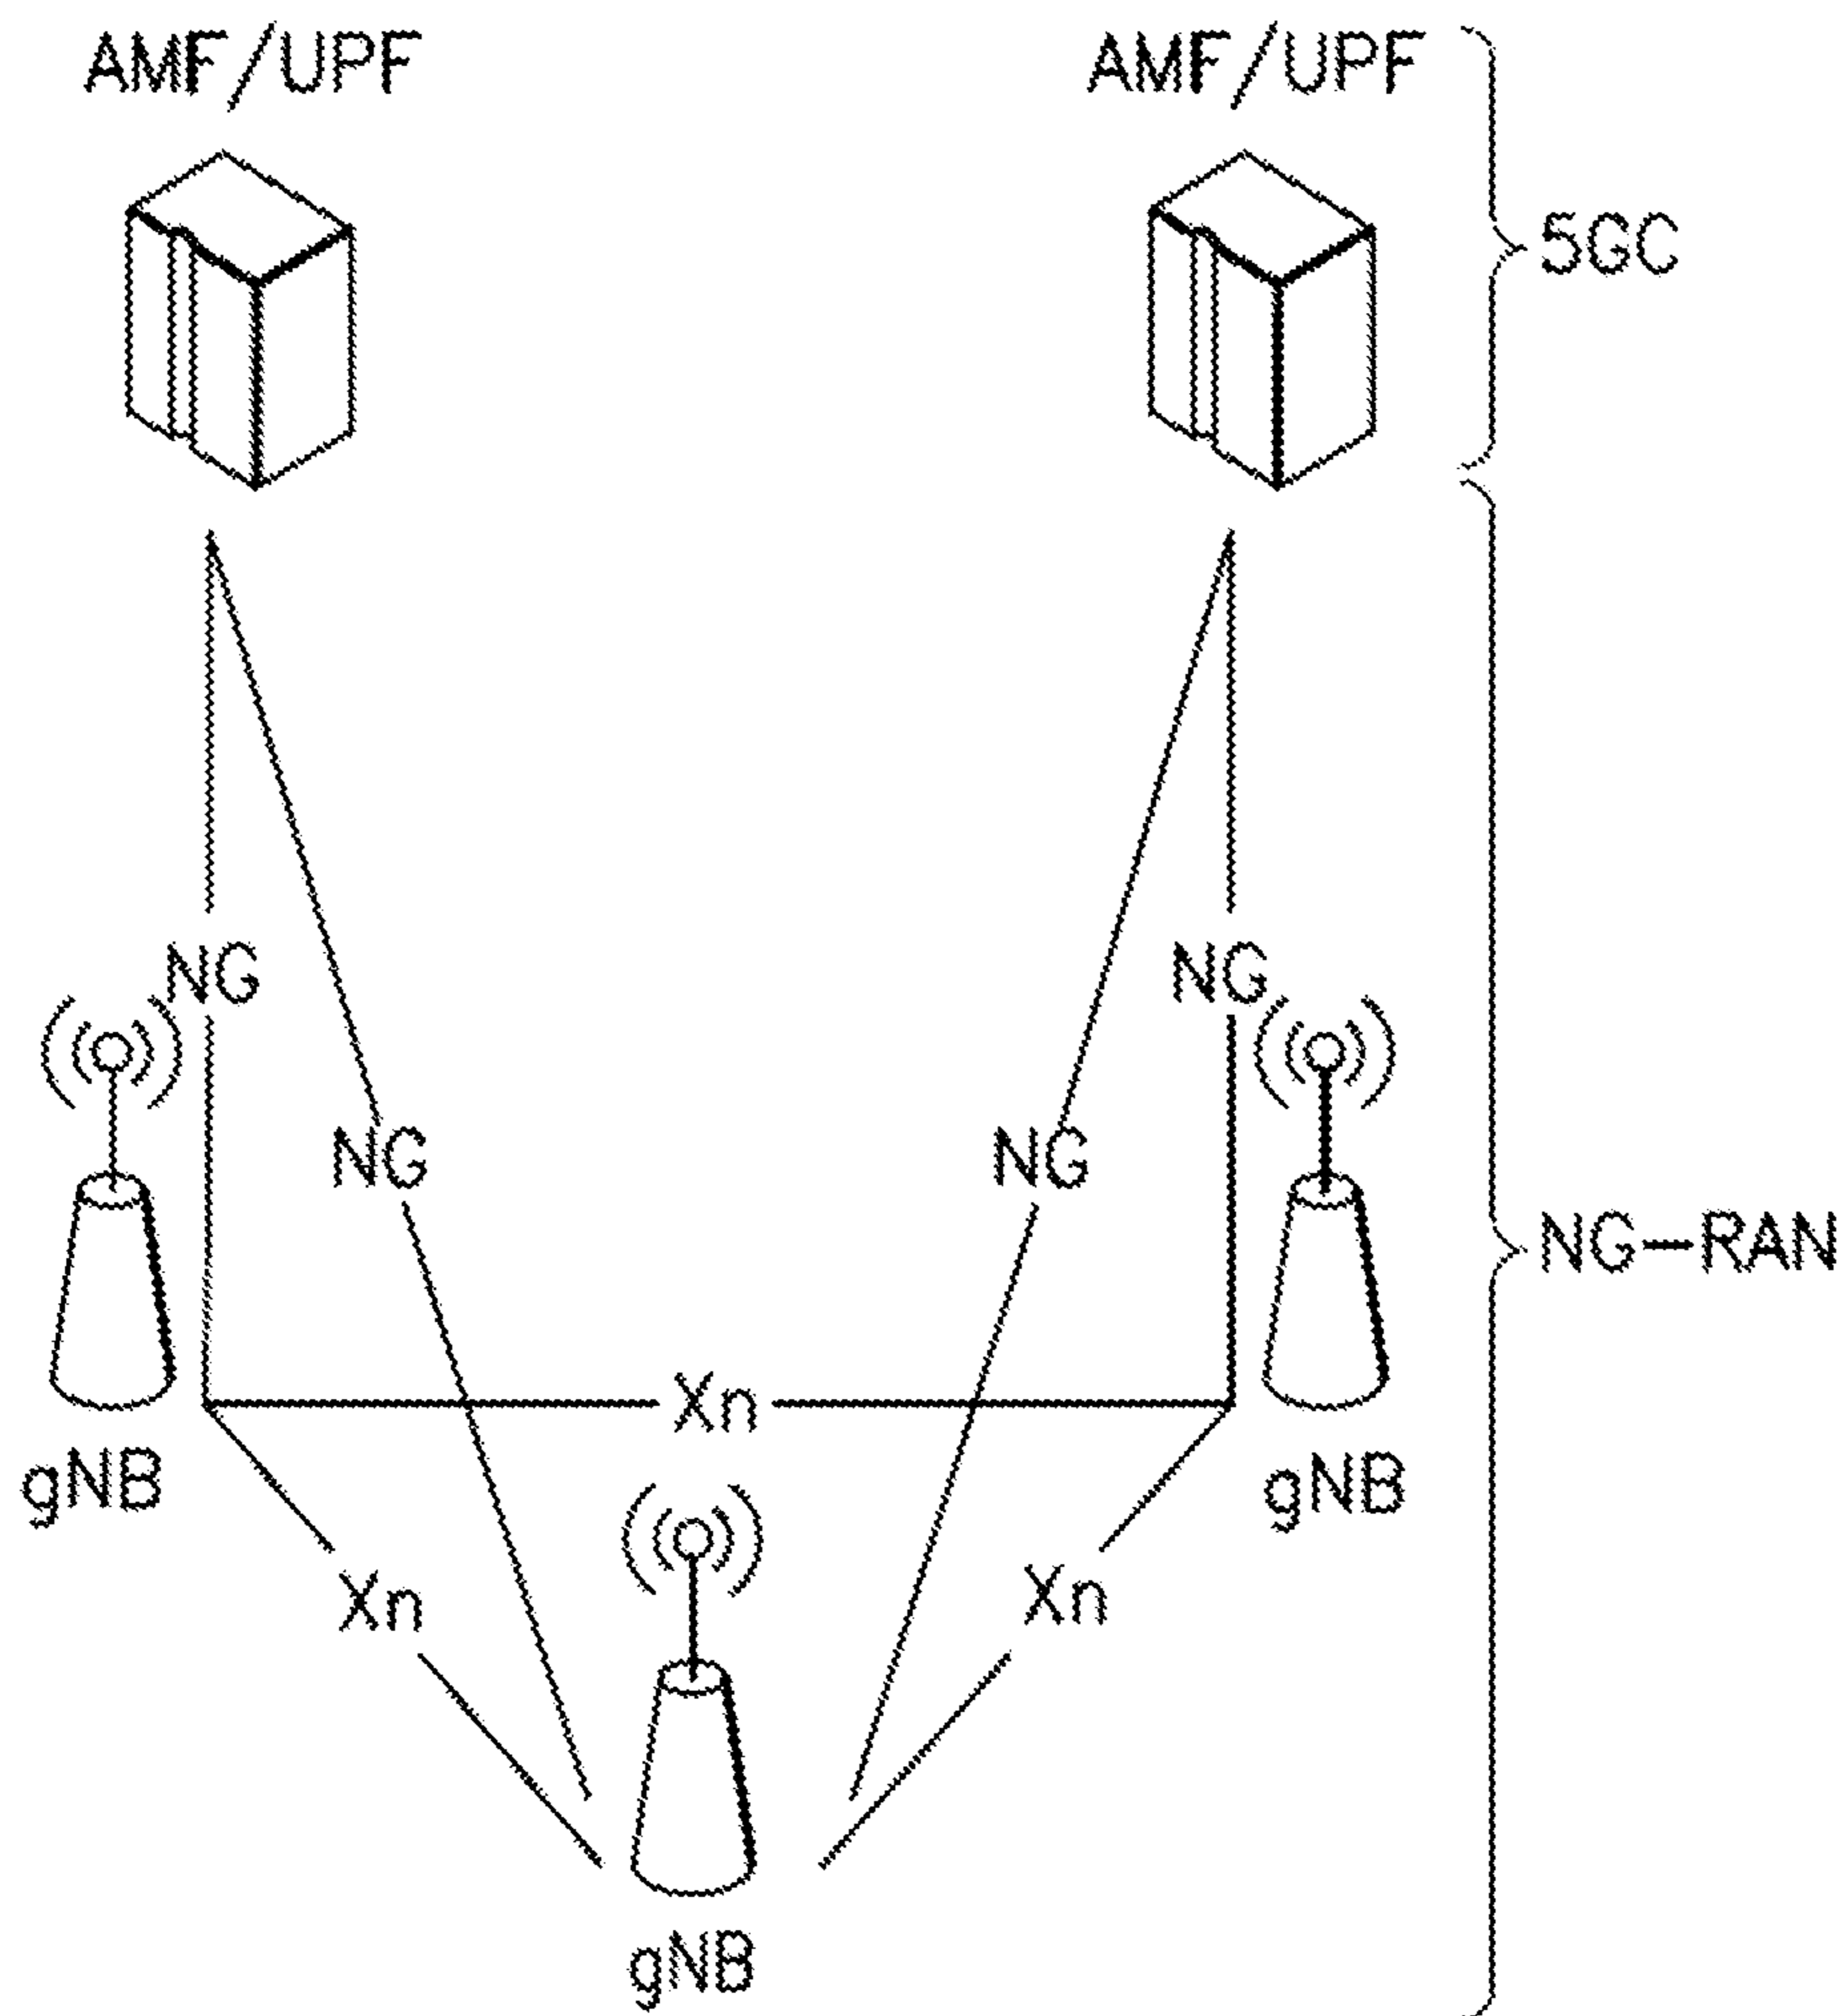 AMF/UPF
AMF/UPF
5GC
NG
NG
NG
NG
NG-RAN
Xn
gNB
gNB
Xn
Xn
gNB